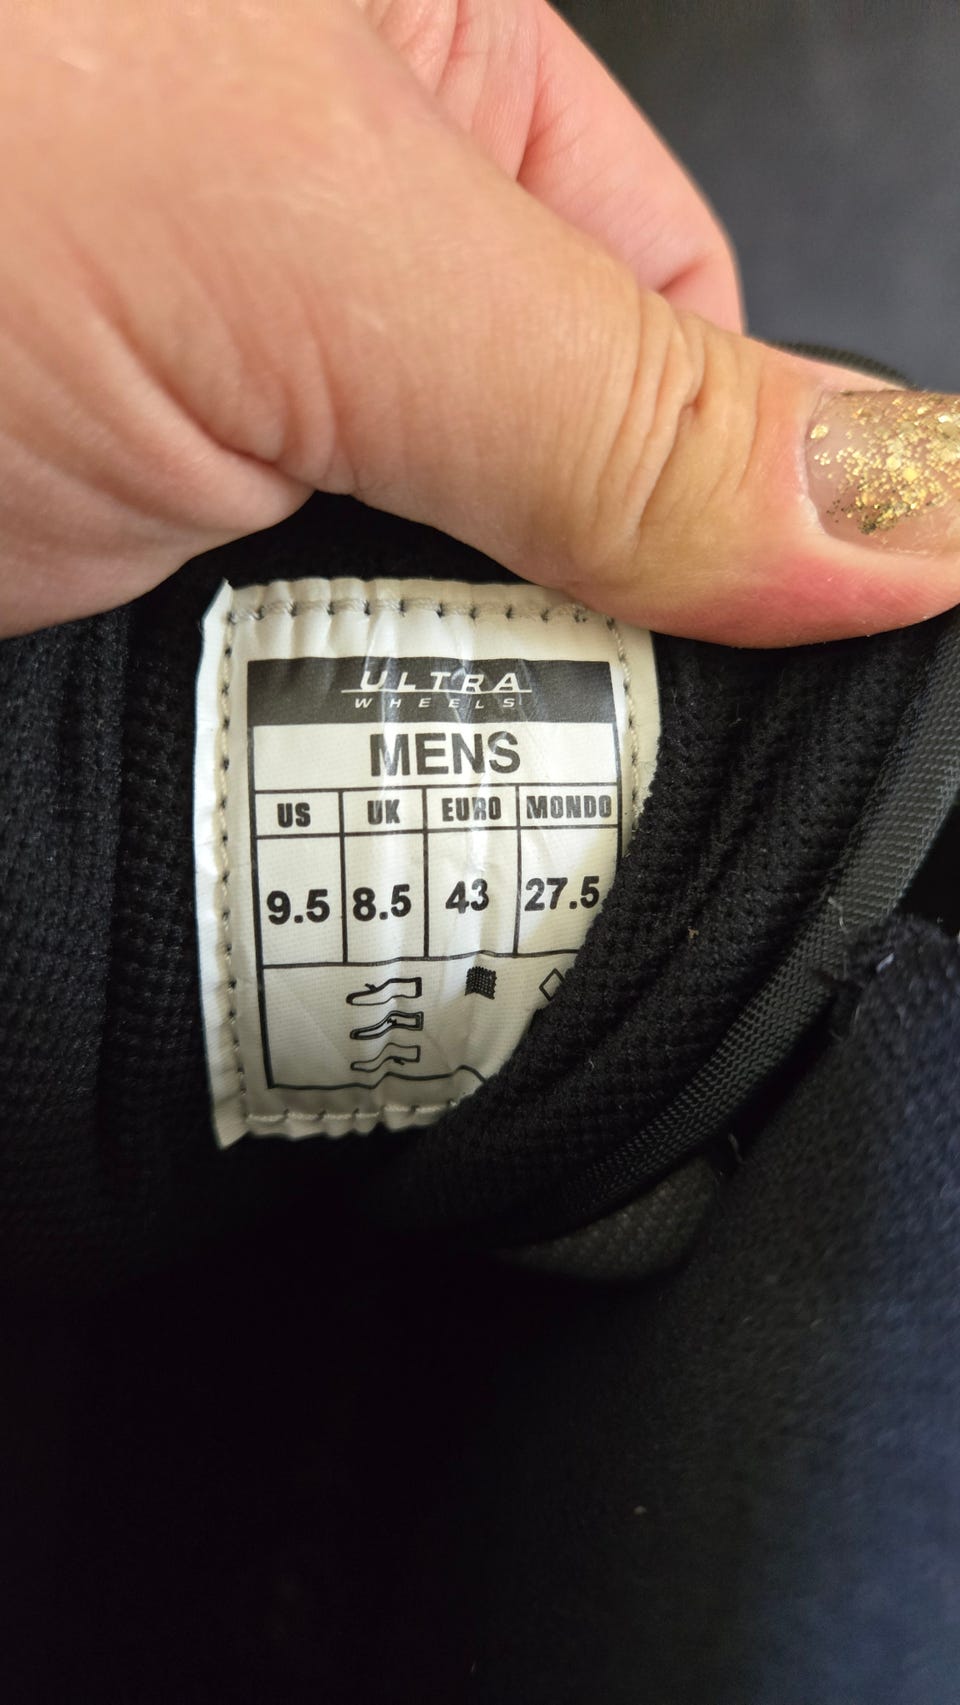 ULTRA
WHEELS
MENS
US UK EURO MONDO
9.5 8.5 43 27.5